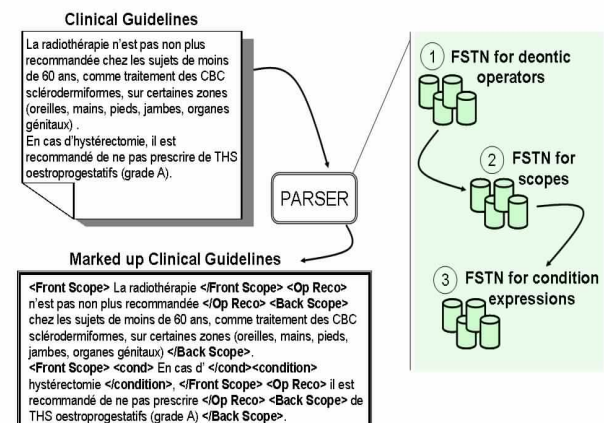 Clinical Guidelines
La radiothérapie n'est pas non plus
recommandée chez les sujets de moins
de 60 ans, comme traitement des CBC
sclérodermiformes, sur certaines zones
(oreilles, mains, pieds, jambes, organes
génitaux) .
En cas d'hystérectomie, il est
recommandé de ne pas prescrire de THS
oestroprogestatifs (grade A).
PARSER
Marked up Clinical Guidelines
<Front Scope> La radiothérapie </Front Scope> <Op Reco>
n'est pas non plus recommandée </Op Reco> <Back Scope>
chez les sujets de moins de 60 ans, comme traitement des CBC
sclérodermiformes, sur certaines zones (oreilles, mains, pieds,
jambes, organes génitaux) </Back Scope>.
<Front Scope> <cond> En cas d' </cond><condition>
hystérectomie </condition>, </Front Scope> <Op Reco> il est
recommandé de ne pas prescrire </Op Reco> <Back Scope> de
THS oestroprogestatifs (grade A) </Back Scope>.
1 FSTN for deontic
operators
2 FSTN for
scopes
3 FSTN for condition
expressions